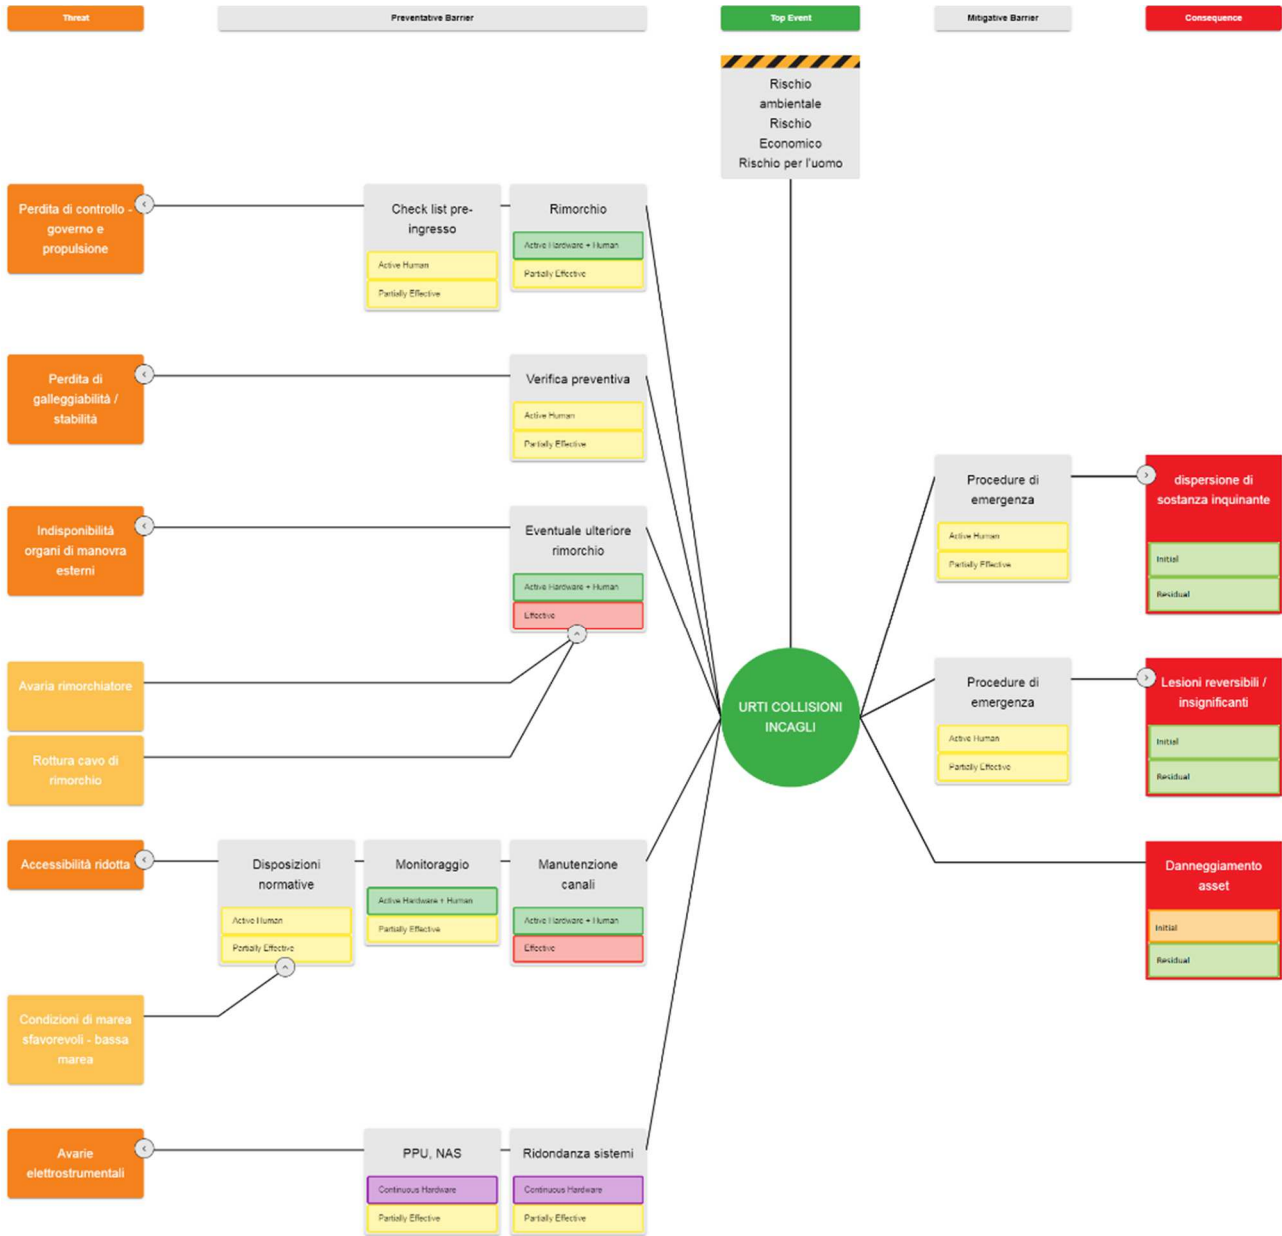 Threat
Preventative Barrier
Top Event
Mitigative Barrier
Consequence
Rischio
ambientale
Rischio
Economico
Rischio per l'uomo
Perdita di controllo -
governo e
propulsione
Check list pre-
ingresso
Active Human
Partially Effective
Rimorchio
Active Hardware + Human
Partially Effective
Perdita di
galleggiabilità /
stabilità
Verifica preventiva
Active Human
Partially Effective
Indisponibilità
organi di manovra
esterni
Eventuale ulteriore
rimorchio
Active Hardware + Human
Effective
Avaria rimorchiatore
Rottura cavo di
rimorchio
Accessibilità ridotta
Disposizioni
normative
Active Human
Partially Effective
Monitoraggio
Active Hardware + Human
Partially Effective
Manutenzione
canali
Active Hardware + Human
Effective
Condizioni di marea
sfavorevoli - bassa
marea
Avarie
elettrostrumentali
PPU, NAS
Continuous Hardware
Partially Effective
Ridondanza sistemi
Continuous Hardware
Partially Effective
URTI COLLISIONI
INCAGLI
Procedure di
emergenza
Active Human
Partially Effective
dispersione di
sostanza inquinante
Initial
Residual
Procedure di
emergenza
Active Human
Partially Effective
Lesioni reversibili /
insignificanti
Initial
Residual
Danneggiamento
asset
Initial
Residual